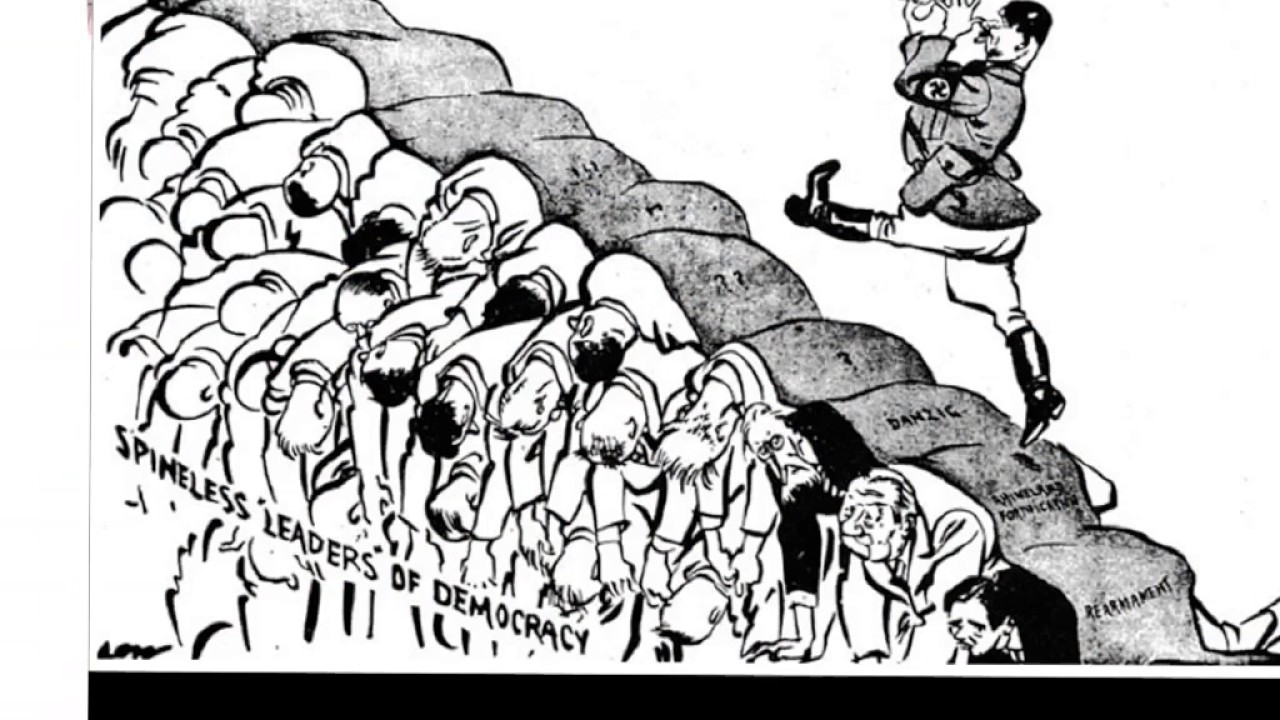 ??
?
DANZIG
RHINELAND
FORTIFICATION
REARMAMENT
SPINELESS "LEADERS" OF DEMOCRACY
LOW